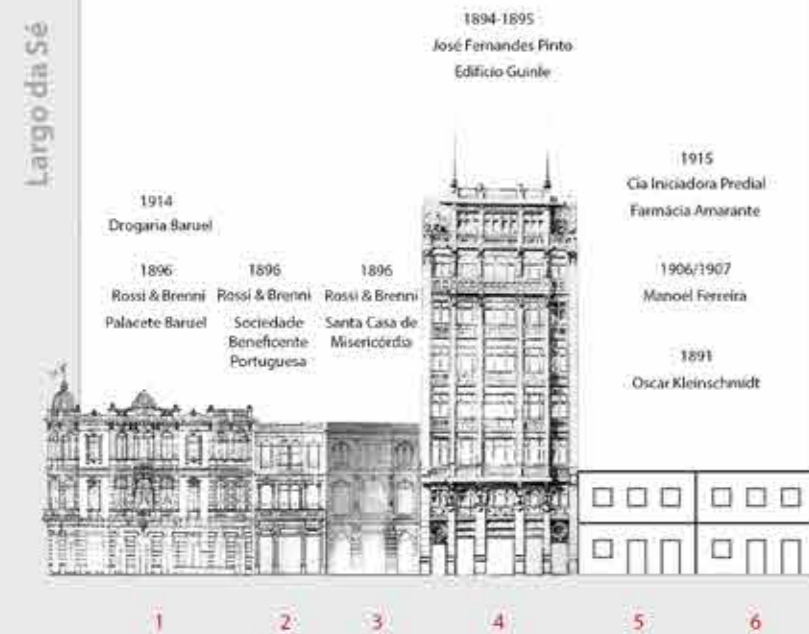 Largo da Sé
1894-1895
José Fernandes Pinto
Edifício Guinle
1914
Drogaria Baruel
1896
Rossi & Brenni
Palacete Baruel
1896
Rossi & Brenni
Sociedade
Beneficente
Portuguesa
1896
Rossi & Brenni
Santa Casa de
Misericórdia
1915
Cia Iniciadora Predial
Farmácia Amarante
1906/1907
Manoel Ferreira
1891
Oscar Kleinschmidt
1
2
3
4
5
6